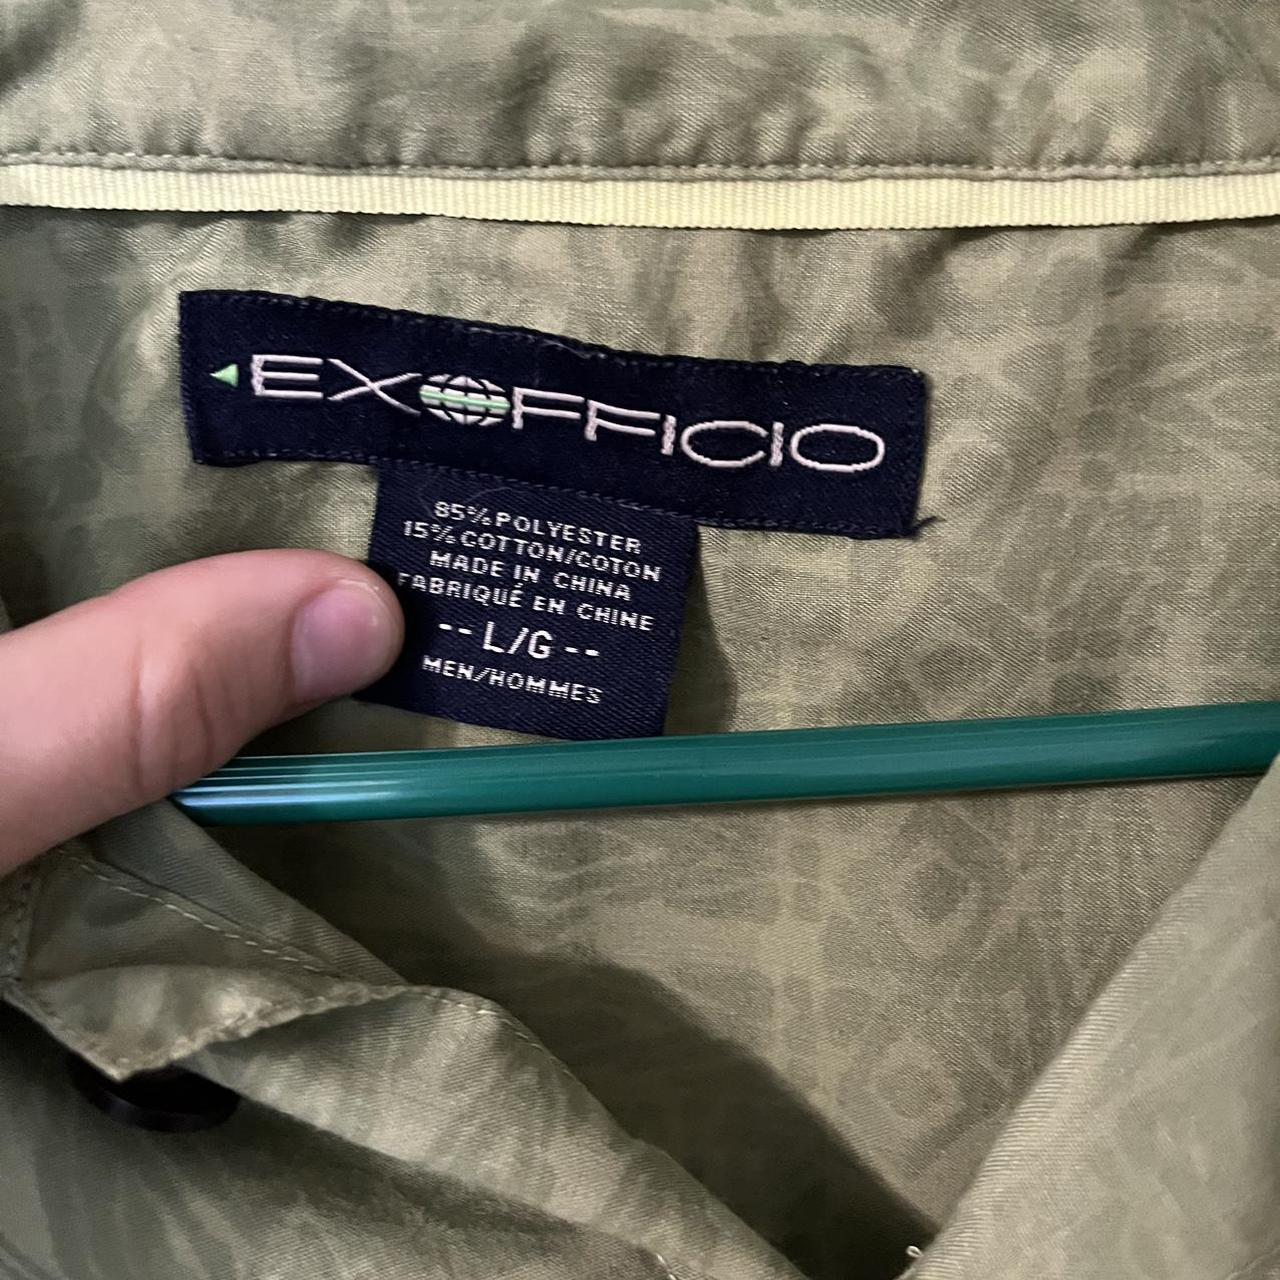 EXOFFICIO
85% POLYESTER
15% COTTON/COTON
MADE IN CHINA
FABRIQUÉ EN CHINE
-- L/G --
MEN/HOMMES